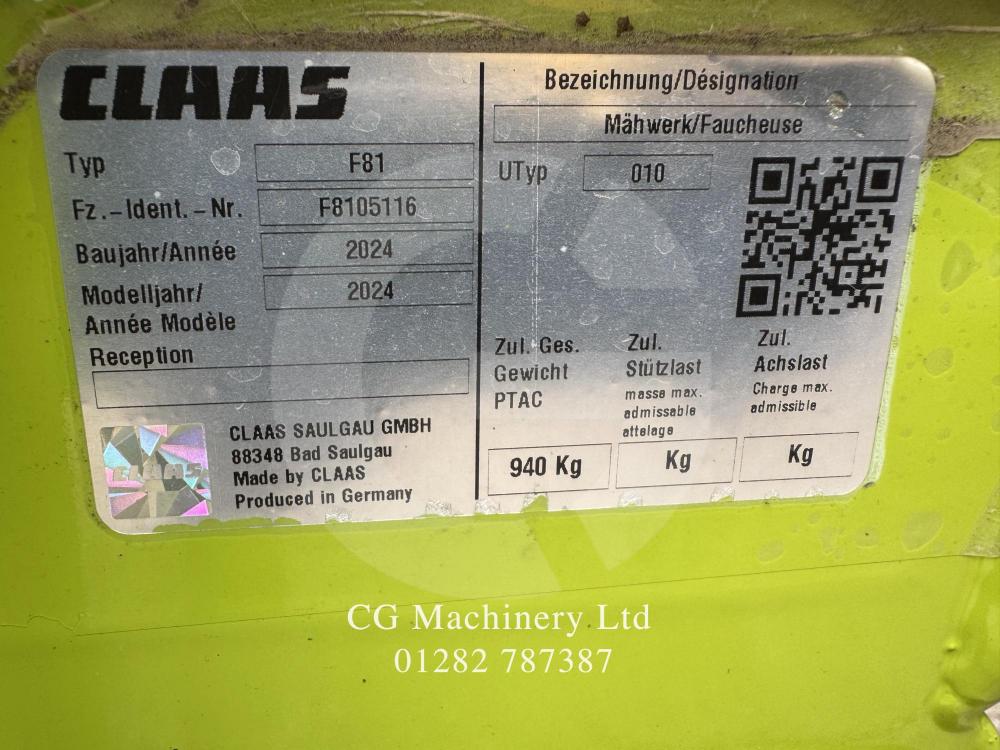 CLAAS
Typ F81
Fz.-Ident.-Nr. F8105116
Baujahr/Année 2024
Modelljahr/ 2024
Année Modèle
Reception
CLAAS
CLAAS SAULGAU GMBH
88348 Bad Saulgau
Made by CLAAS
Produced in Germany
Bezeichnung/Désignation
Mähwerk/Faucheuse
UTyp 010
Zul. Ges.
Gewicht
PTAC
940 Kg
Zul.
Stützlast
masse max.
admissable
attelage
Kg
Zul.
Achslast
Charge max.
admissible
Kg
CG Machinery Ltd
01282 787387